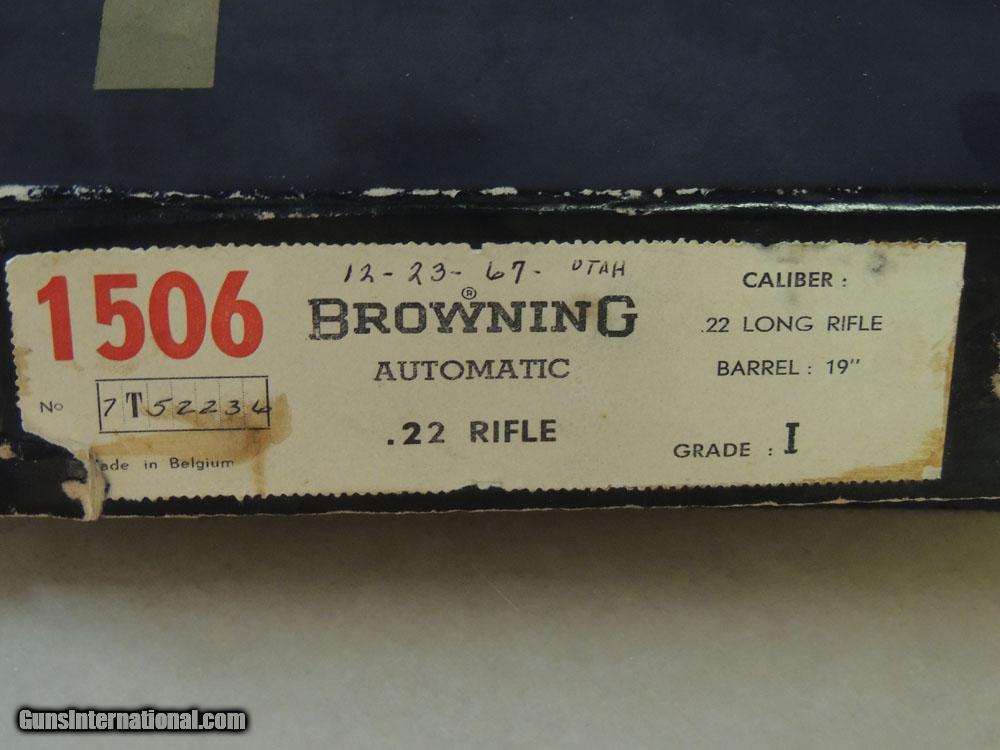 1506
No 7T52236
ade in Belgium
12-23-67- UTAH
BROWNING®
AUTOMATIC
.22 RIFLE
CALIBER :
.22 LONG RIFLE
BARREL : 19"
GRADE : I
GunsInternational.com